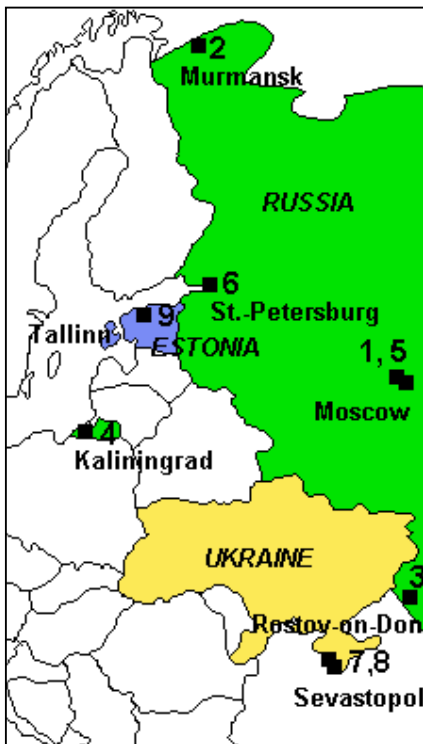 2
Murmansk
RUSSIA
6
St.-Petersburg
9
Tallinn
ESTONIA
1, 5
Moscow
4
Kaliningrad
UKRAINE
3
Rostov-on-Don
7,8
Sevastopol